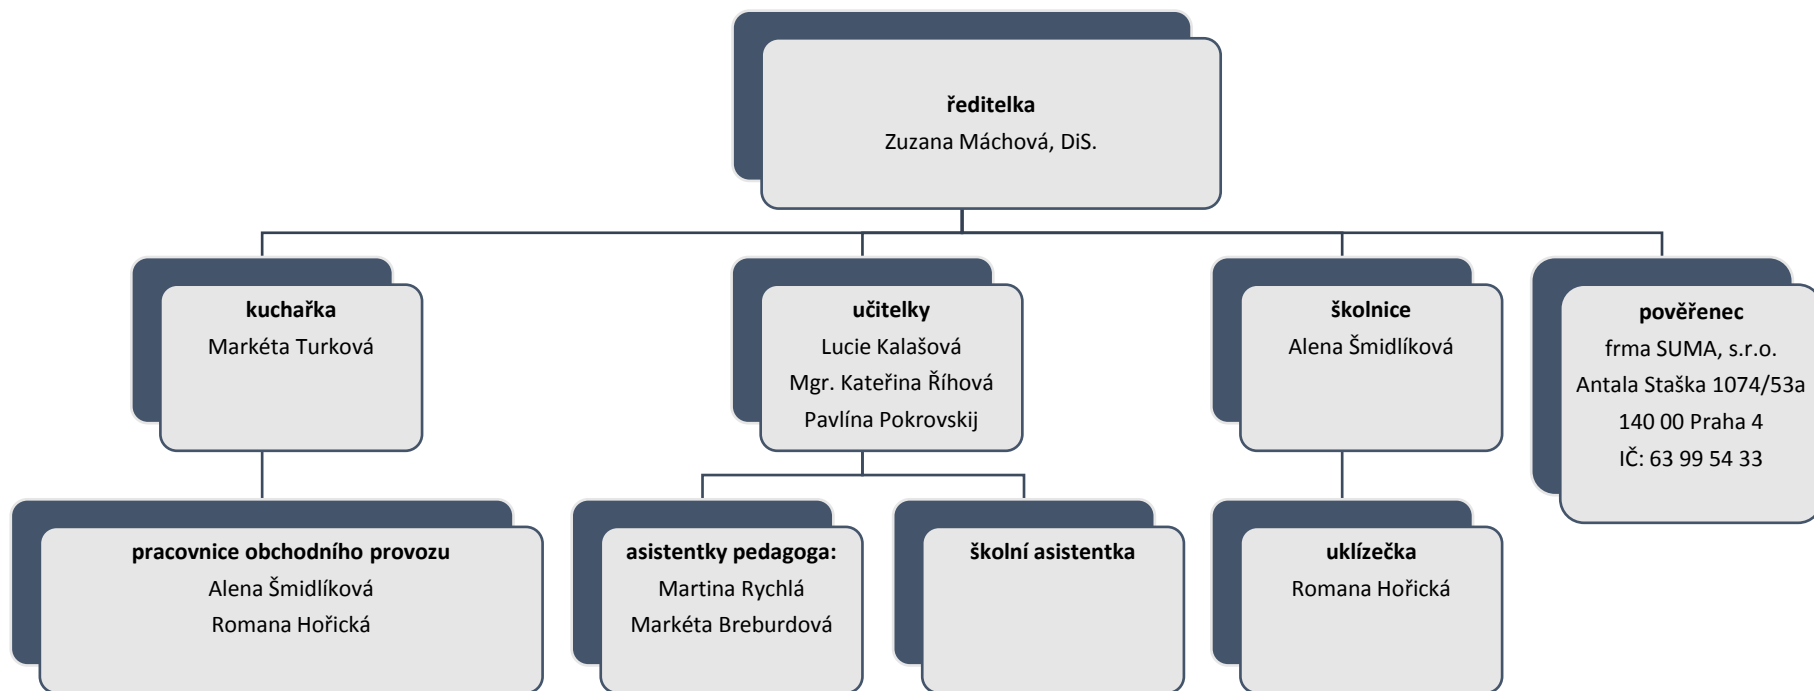 ředitelka
Zuzana Máchová, DiS.
kuchařka
Markéta Turková
učitelky
Lucie Kalašová
Mgr. Kateřina Říhová
Pavlína Pokrovskij
školnice
Alena Šmidlíková
pověřenec
frma SUMA, s.r.o.
Antala Staška 1074/53a
140 00 Praha 4
IČ: 63 99 54 33
pracovnice obchodního provozu
Alena Šmidlíková
Romana Hořická
asistentky pedagoga:
Martina Rychlá
Markéta Breburdová
školní asistentka
uklízečka
Romana Hořická